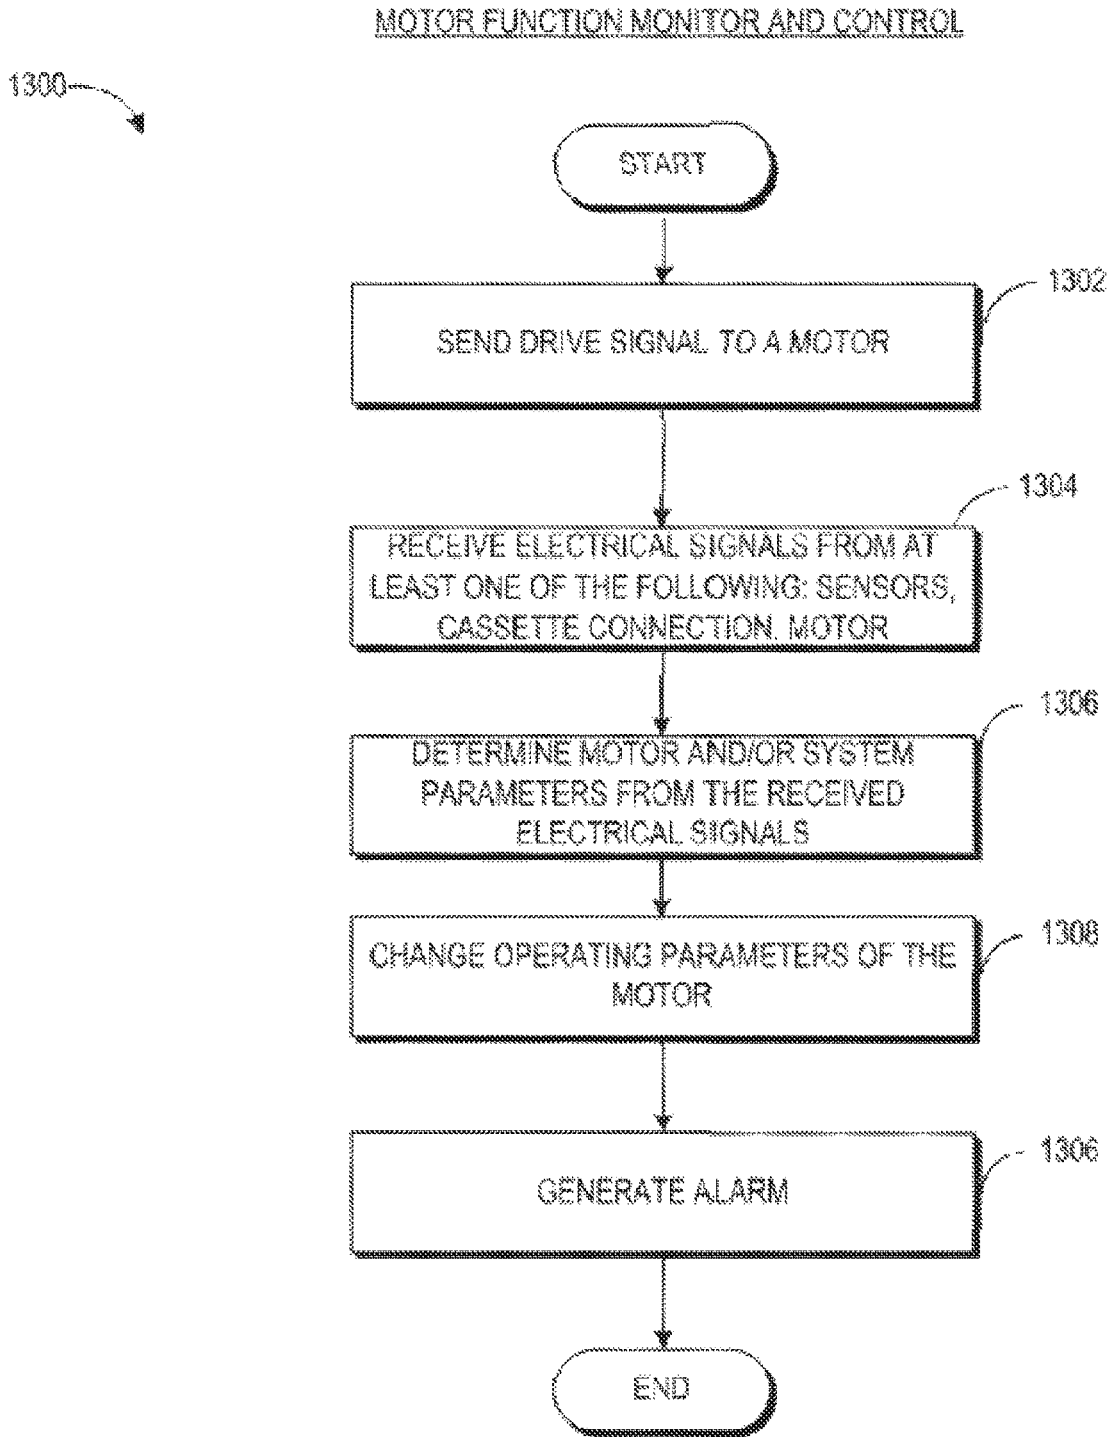 MOTOR FUNCTION MONITOR AND CONTROL
1300
START
1302
SEND DRIVE SIGNAL TO A MOTOR
1304
RECEIVE ELECTRICAL SIGNALS FROM AT
LEAST ONE OF THE FOLLOWING: SENSORS,
CASSETTE CONNECTION. MOTOR
1306
DETERMINE MOTOR AND/OR SYSTEM
PARAMETERS FROM THE RECEIVED
ELECTRICAL SIGNALS
1308
CHANGE OPERATING PARAMETERS OF THE
MOTOR
1306
GENERATE ALARM
END